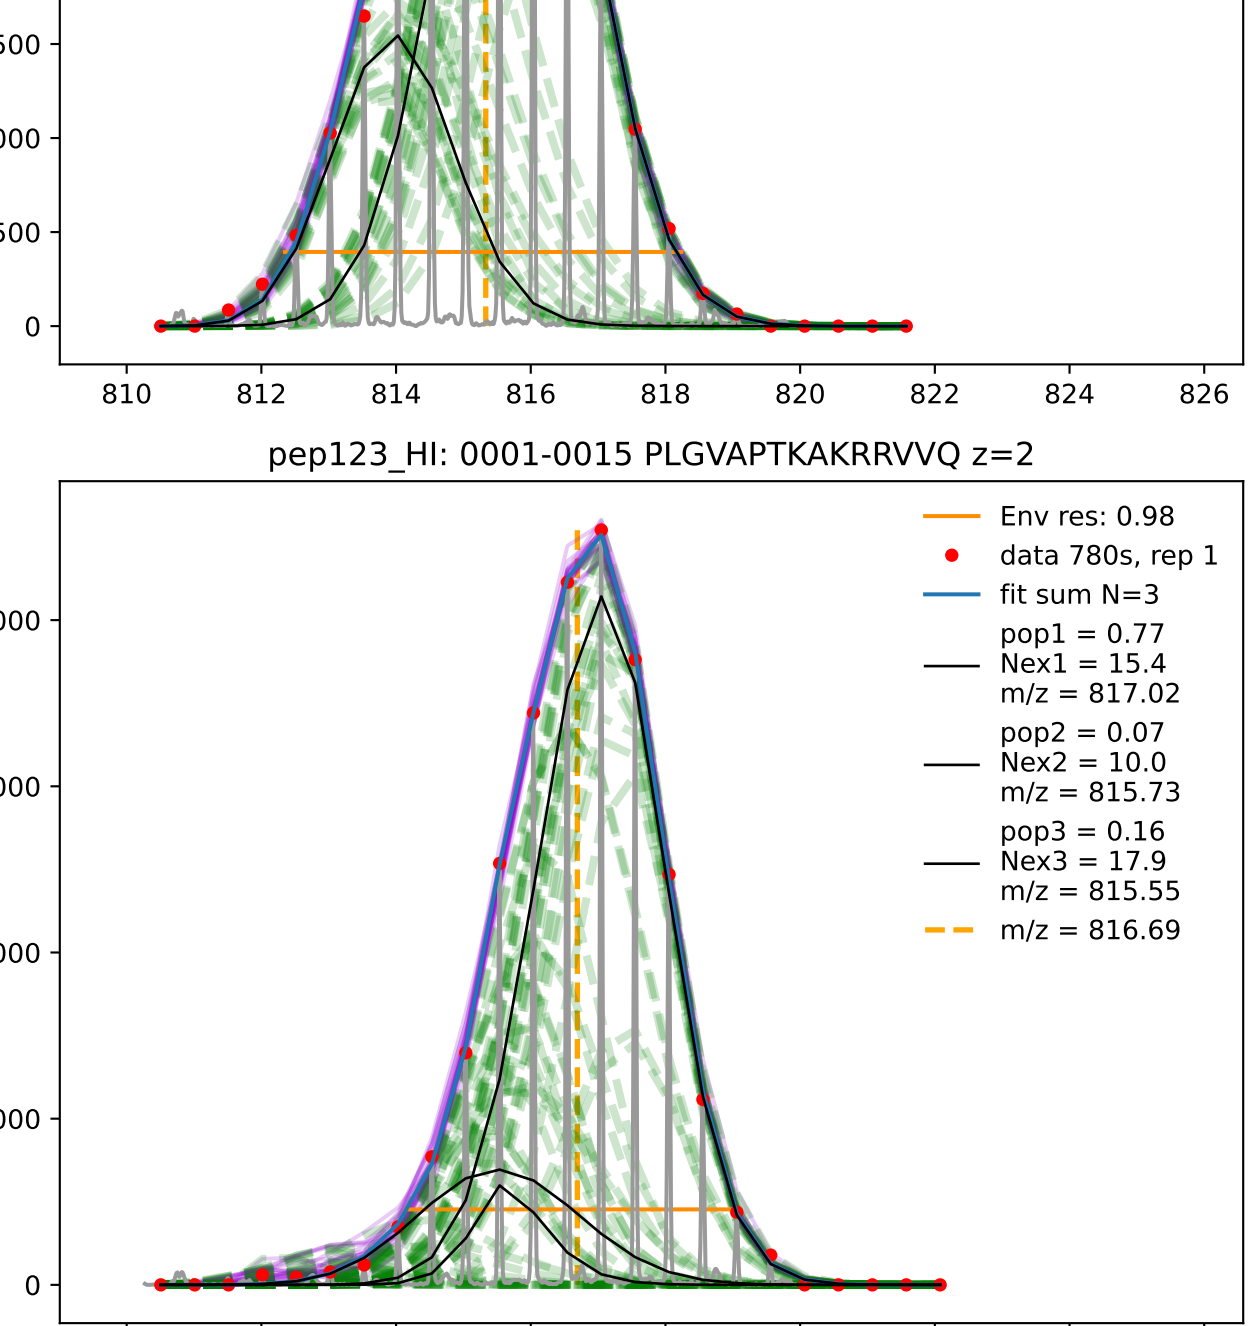 500
000
500
0
810 812 814 816 818 820 822 824 826
pep123_HI: 0001-0015 PLGVAPTKAKRRVVQ z=2
Env res: 0.98
data 780s, rep 1
fit sum N=3
pop1 = 0.77
Nex1 = 15.4
m/z = 817.02
pop2 = 0.07
Nex2 = 10.0
m/z = 815.73
pop3 = 0.16
Nex3 = 17.9
m/z = 815.55
m/z = 816.69
000
000
000
000
0